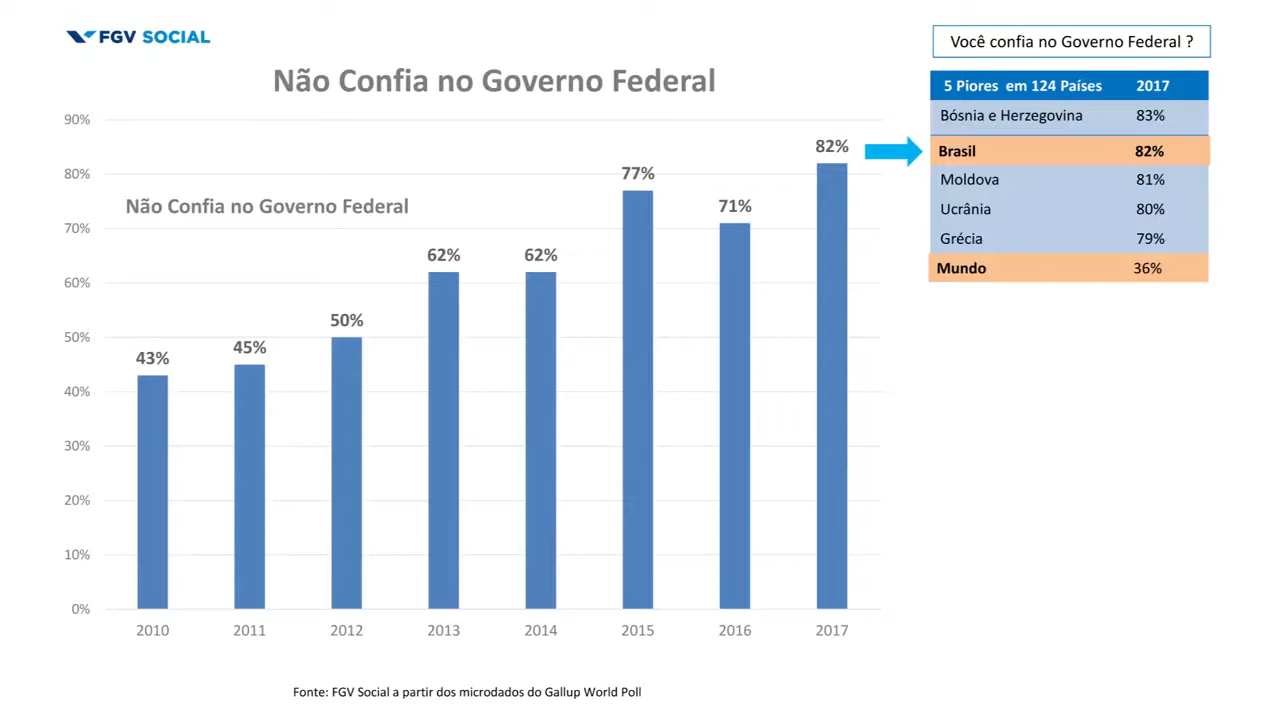 FGV SOCIAL
Não Confia no Governo Federal
90%
80%
70%
60%
50%
40%
30%
20%
10%
0%
Não Confia no Governo Federal
43%
45%
50%
62%
62%
77%
71%
82%
2010 2011 2012 2013 2014 2015 2016 2017
Fonte: FGV Social a partir dos microdados do Gallup World Poll
Você confia no Governo Federal ?
5 Piores em 124 Países 2017
Bósnia e Herzegovina 83%
Brasil 82%
Moldova 81%
Ucrânia 80%
Grécia 79%
Mundo 36%